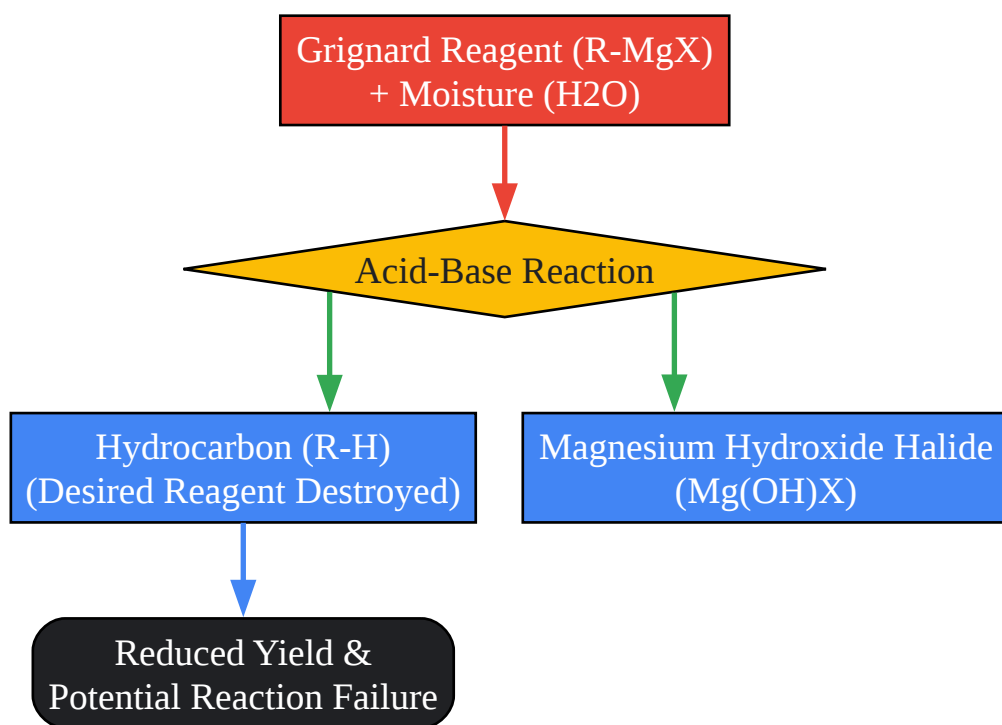 Grignard Reagent (R-MgX)
+ Moisture (H2O)
Acid-Base Reaction
Hydrocarbon (R-H)
(Desired Reagent Destroyed)
Magnesium Hydroxide Halide
(Mg(OH)X)
Reduced Yield &
Potential Reaction Failure